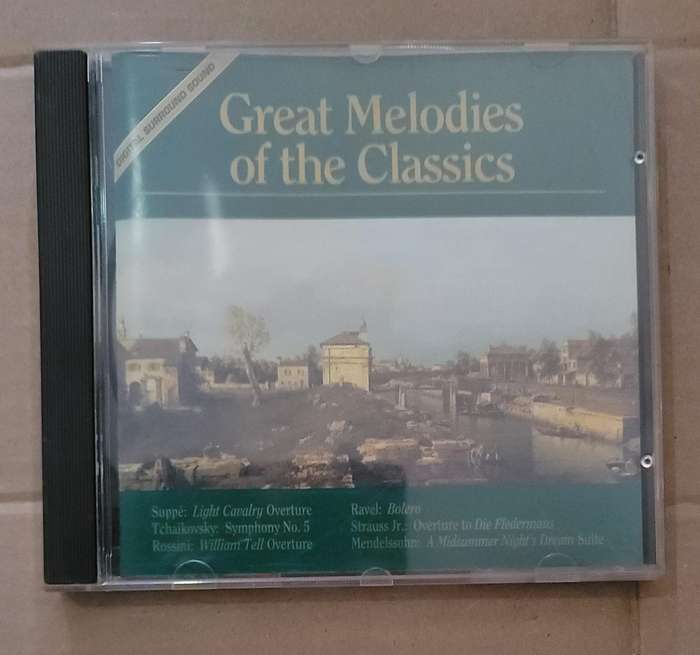 DIGITAL SURROUND SOUND
Great Melodies
of the Classics
Suppé: Light Cavalry Overture
Tchaikovsky: Symphony No. 5
Rossini: William Tell Overture
Ravel: Bolero
Strauss Jr.: Overture to Die Fledermaus
Mendelssohn: A Midsummer Night's Dream Suite